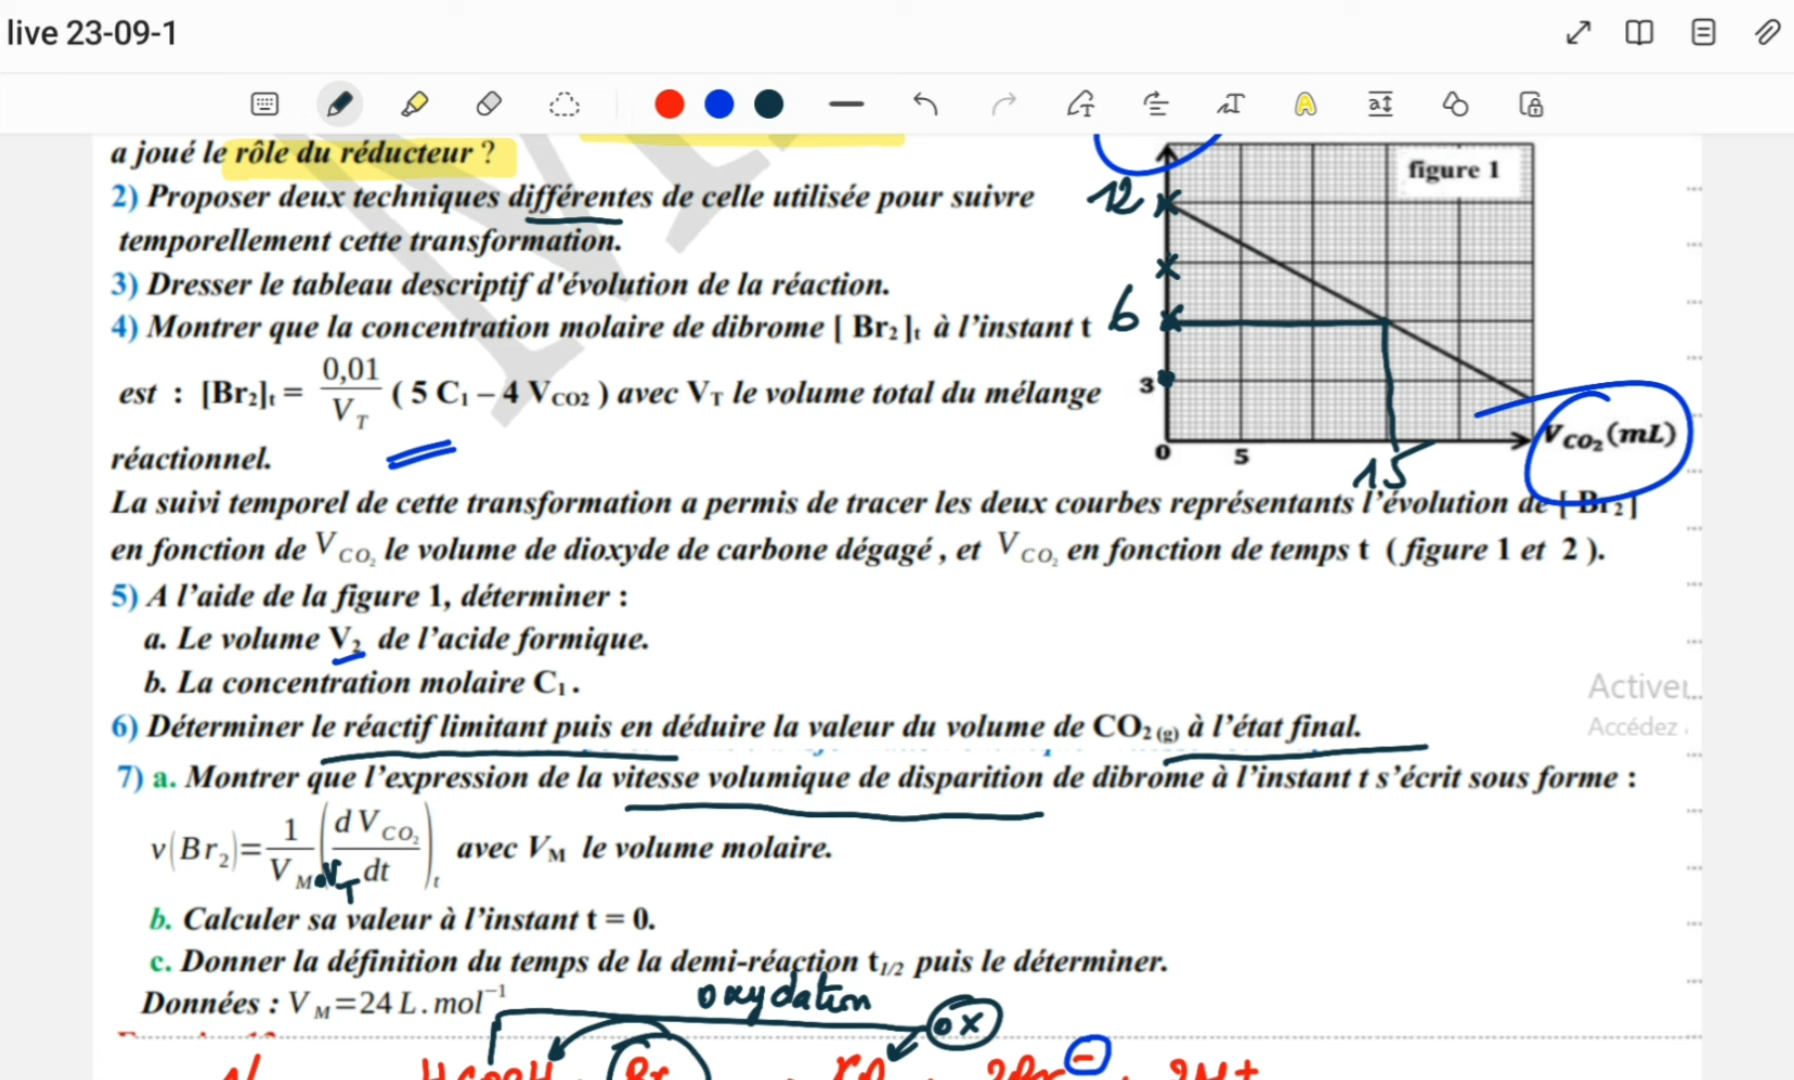 live 23-09-1
a joué le rôle du réducteur ?
2) Proposer deux techniques différentes de celle utilisée pour suivre
temporellement cette transformation.
3) Dresser le tableau descriptif d'évolution de la réaction.
4) Montrer que la concentration molaire de dibrome [ Br₂ ]ₜ à l'instant t
est : [Br₂]ₜ = 0,01 / V_T ( 5 C₁ – 4 V_CO2 ) avec V_T le volume total du mélange
réactionnel.
figure 1
12
6
3
0
5
15
V_CO₂ (mL)
La suivi temporel de cette transformation a permis de tracer les deux courbes représentants l'évolution de [ Br₂ ]
en fonction de V_CO₂ le volume de dioxyde de carbone dégagé , et V_CO₂ en fonction de temps t ( figure 1 et 2 ).
5) A l'aide de la figure 1, déterminer :
a. Le volume V₂ de l'acide formique.
b. La concentration molaire C₁ .
Activer
Accédez
6) Déterminer le réactif limitant puis en déduire la valeur du volume de CO₂ (g) à l'état final.
7) a. Montrer que l'expression de la vitesse volumique de disparition de dibrome à l'instant t s'écrit sous forme :
v(Br₂)= 1 / V_M.V_T (d V_CO₂ / dt)ₜ avec V_M le volume molaire.
b. Calculer sa valeur à l'instant t = 0.
c. Donner la définition du temps de la demi-réaction t₁/₂ puis le déterminer.
Données : V_M=24 L . mol⁻¹
oxydation
ox